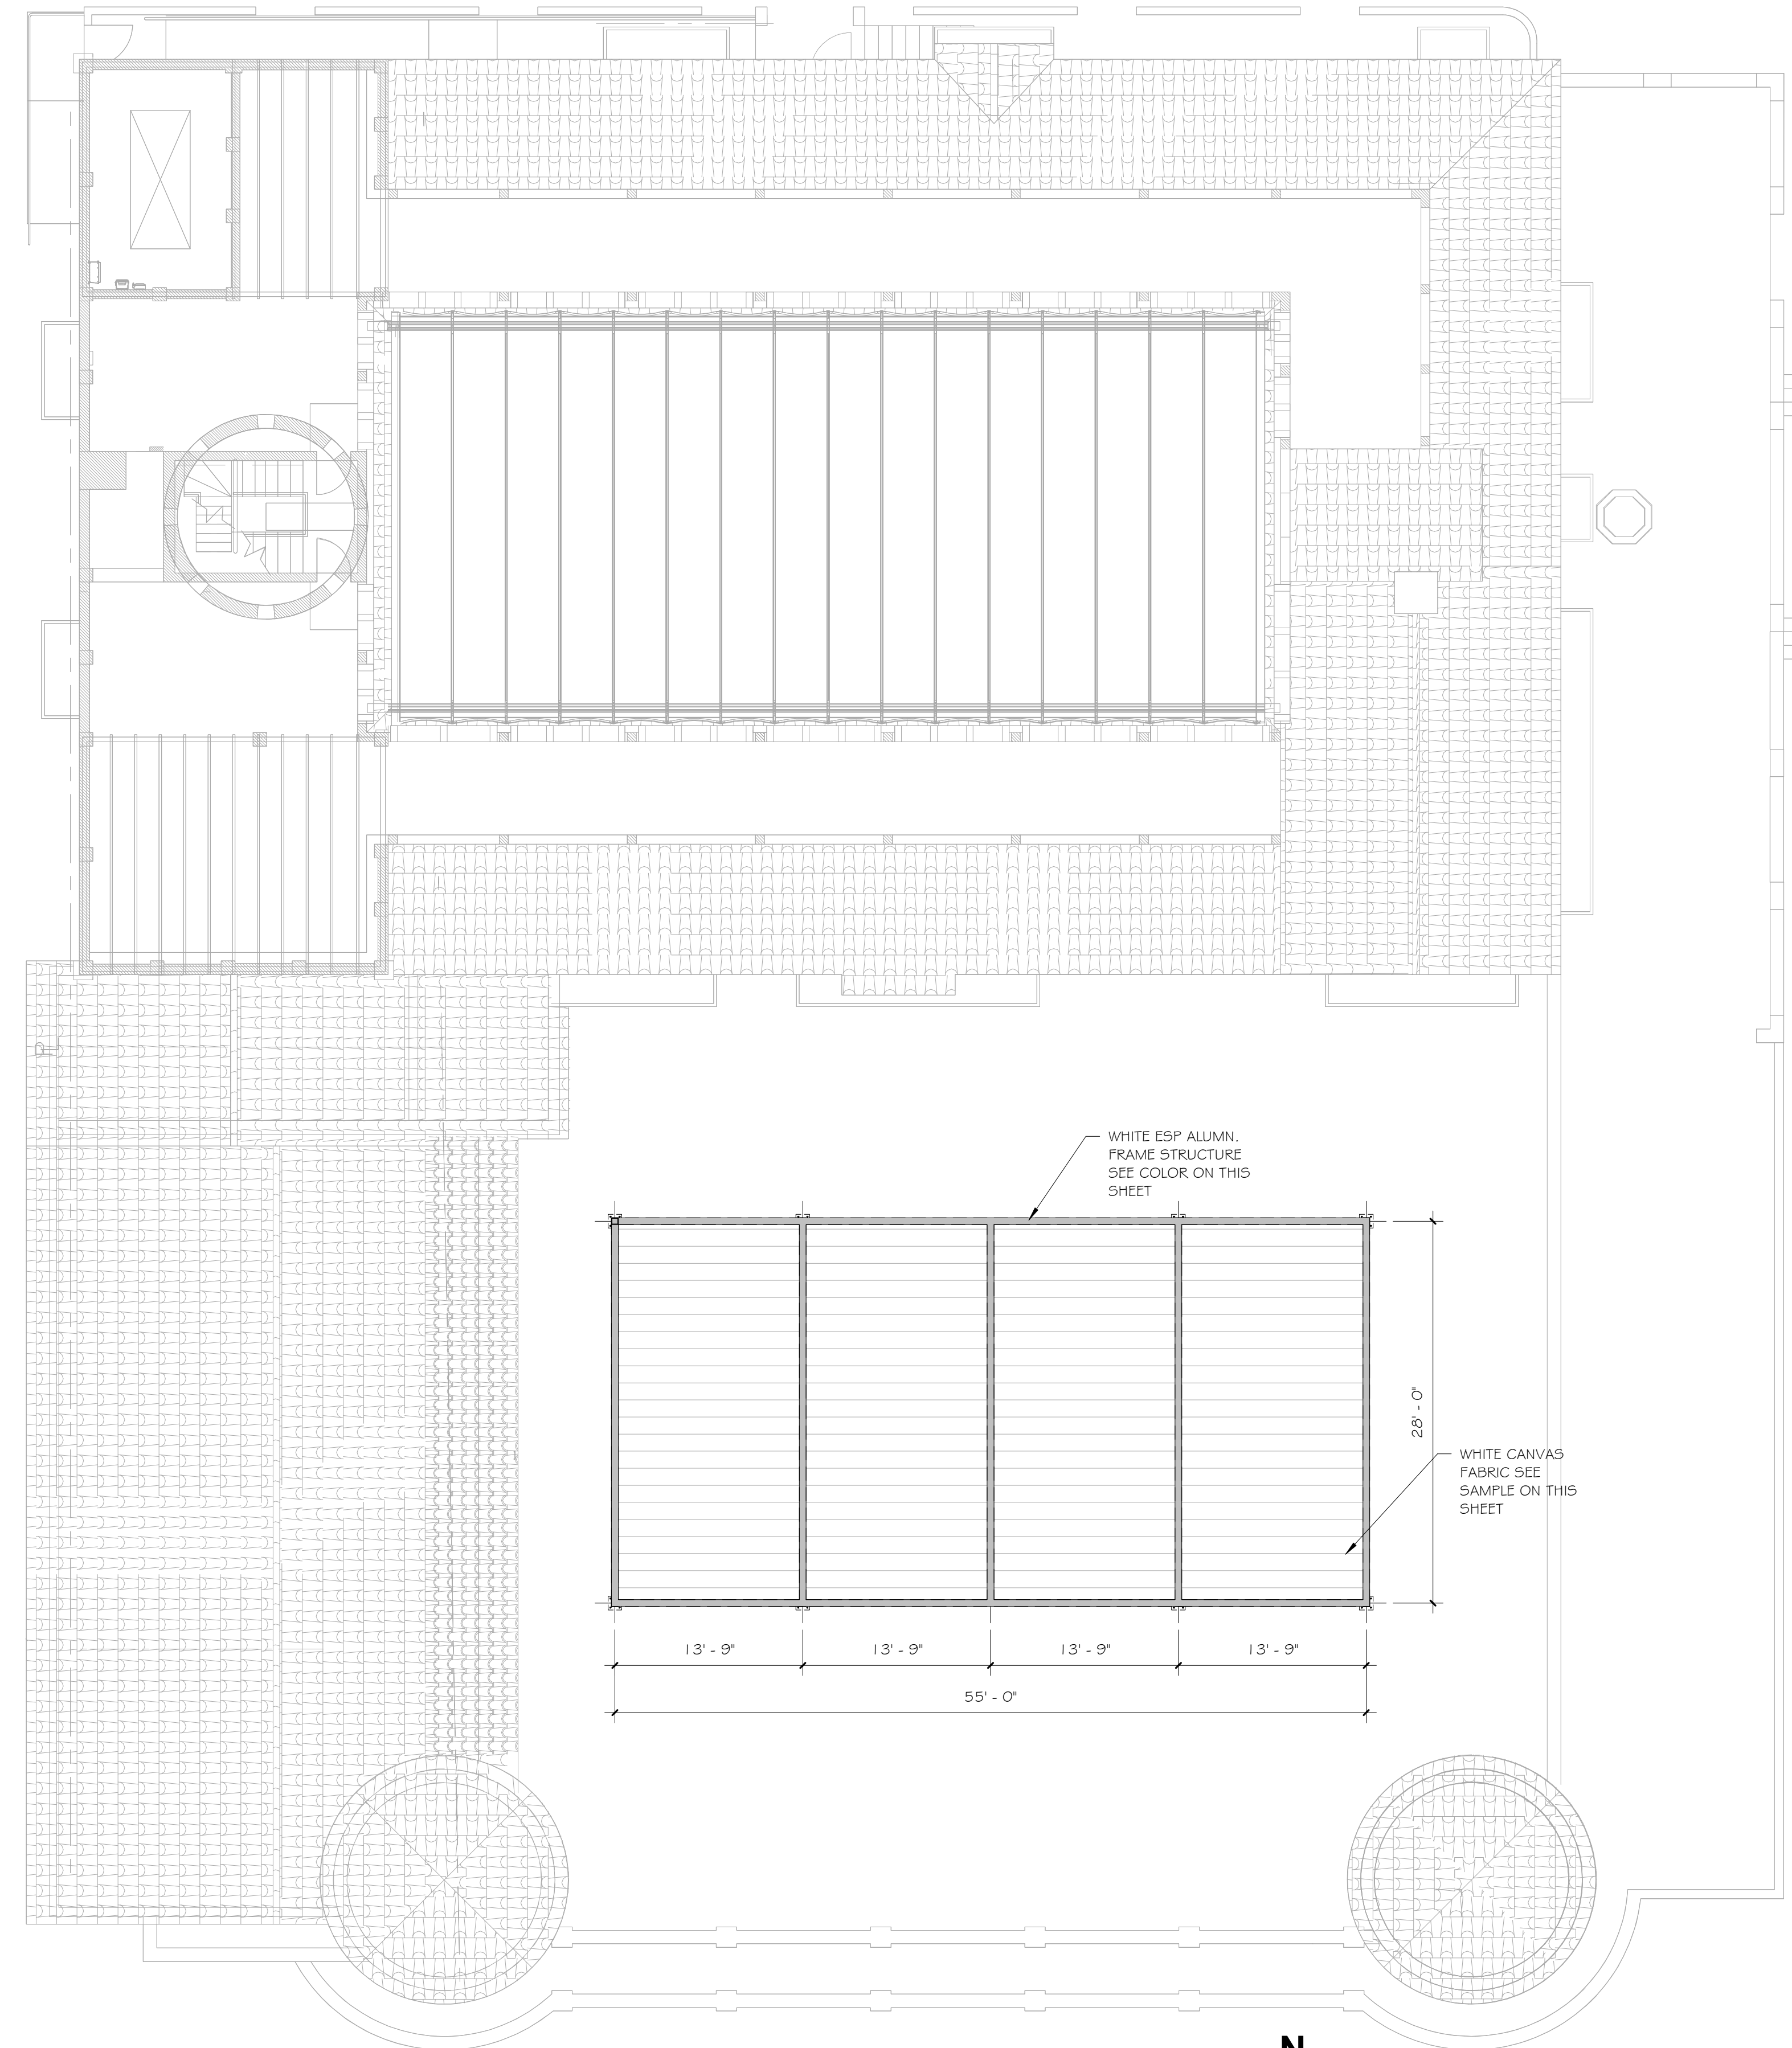 WHITE ESP ALUMN.
FRAME STRUCTURE
SEE COLOR ON THIS
SHEET
28' - 0"
WHITE CANVAS
FABRIC SEE
SAMPLE ON THIS
SHEET
13' - 9"
13' - 9"
13' - 9"
13' - 9"
55' - 0"
N